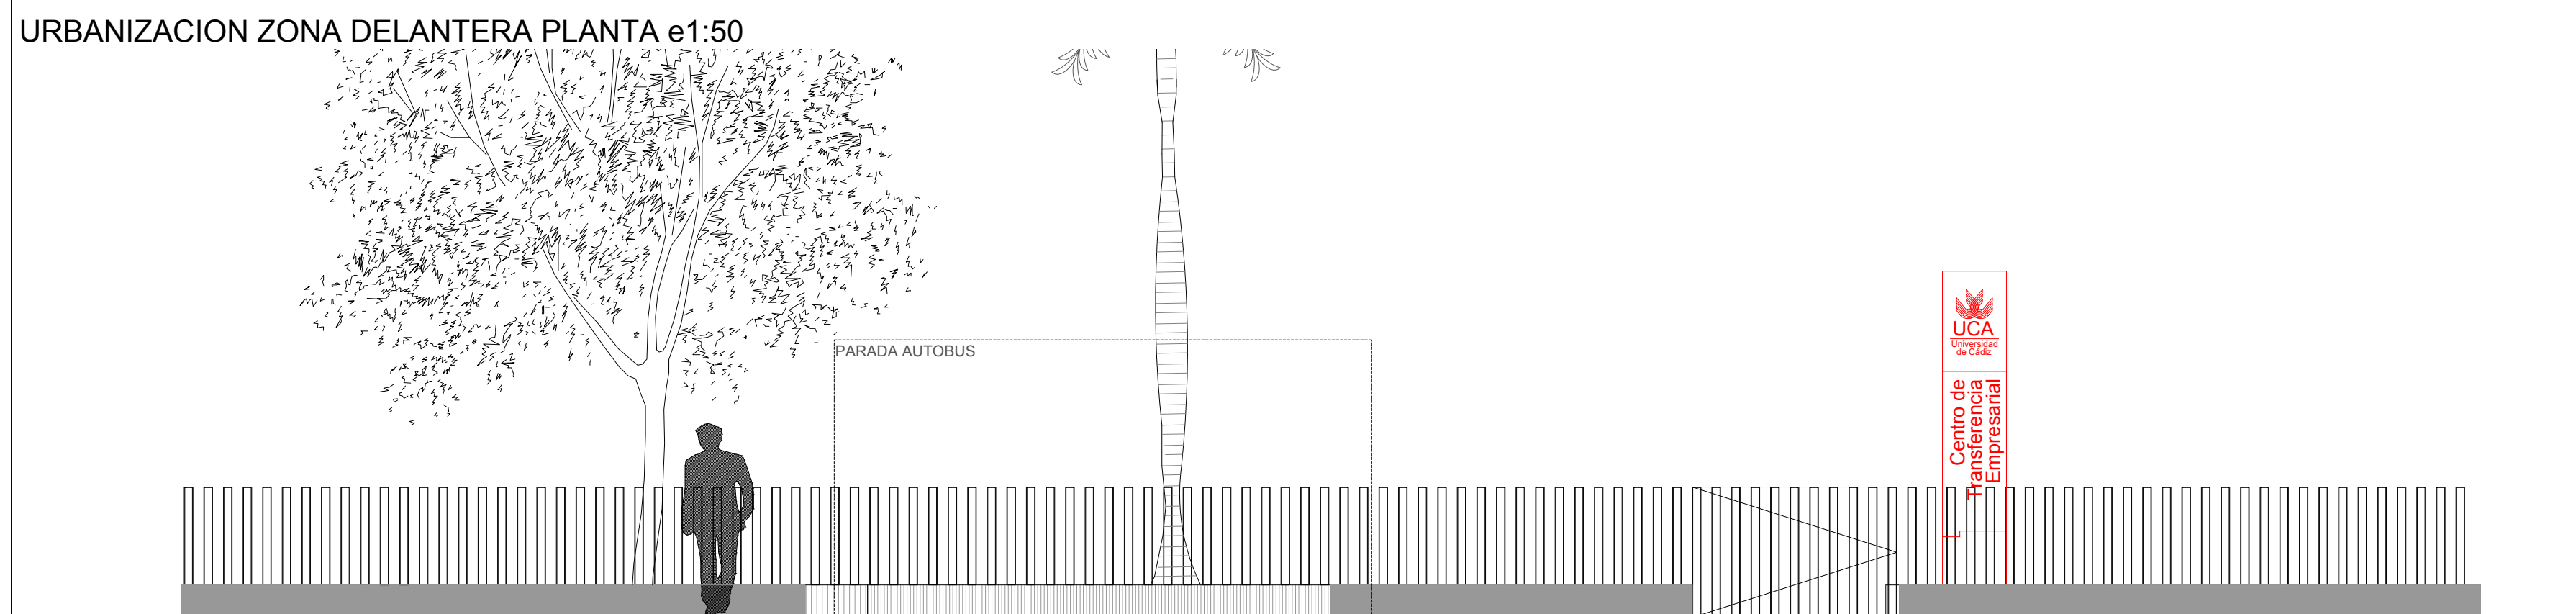 URBANIZACION ZONA DELANTERA PLANTA e1:50
PARADA AUTOBUS
UCA
Universidad
de Cádiz
Centro de
Transferencia
Empresarial